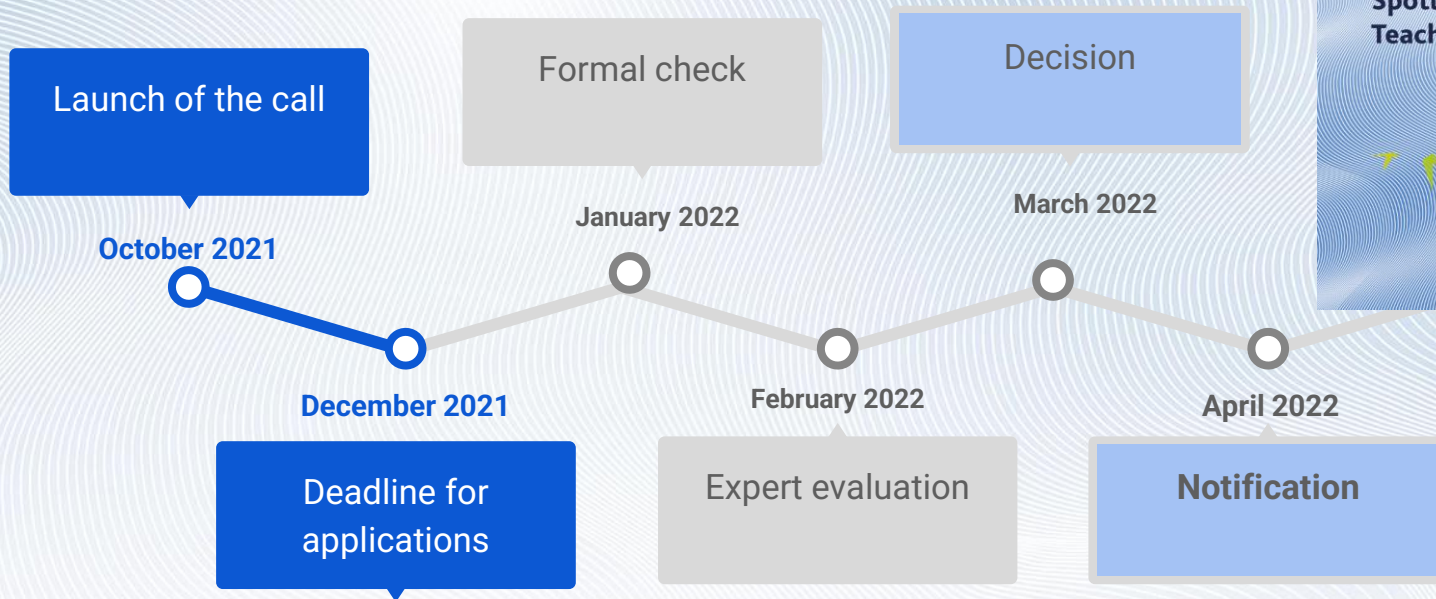 Launch of the call
October 2021
Deadline for
applications
December 2021
Formal check
January 2022
Expert evaluation
February 2022
Decision
March 2022
Notification
April 2022